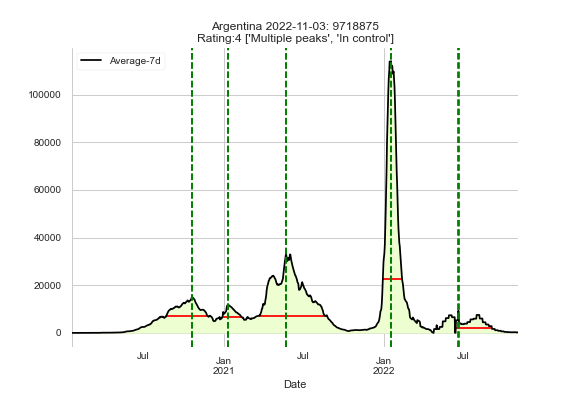 Argentina 2022-11-03: 9718875
Rating:4 ['Multiple peaks', 'In control']
Average-7d
100000
80000
60000
40000
20000
0
Jul
Jan
2021
Jul
Jan
2022
Jul
Date